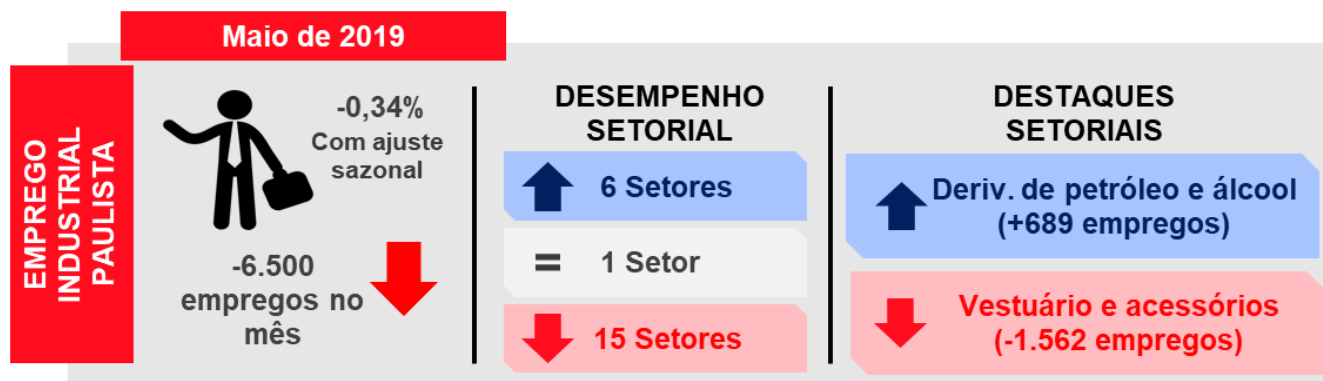 Maio de 2019
EMPREGO
INDUSTRIAL
PAULISTA
-0,34%
Com ajuste
sazonal
-6.500
empregos no
mês
DESEMPENHO
SETORIAL
6 Setores
= 1 Setor
15 Setores
DESTAQUES
SETORIAIS
Deriv. de petróleo e álcool
(+689 empregos)
Vestuário e acessórios
(-1.562 empregos)